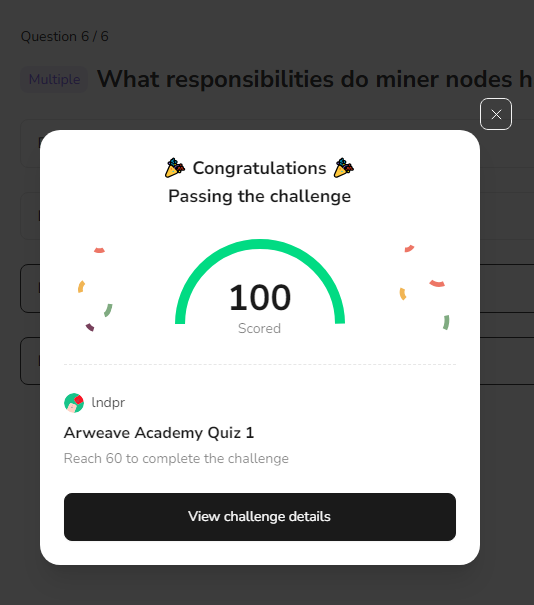 Question 6 / 6
Multiple
What responsibilities do miner nodes h
Congratulations
Passing the challenge
100
Scored
lndpr
Arweave Academy Quiz 1
Reach 60 to complete the challenge
View challenge details